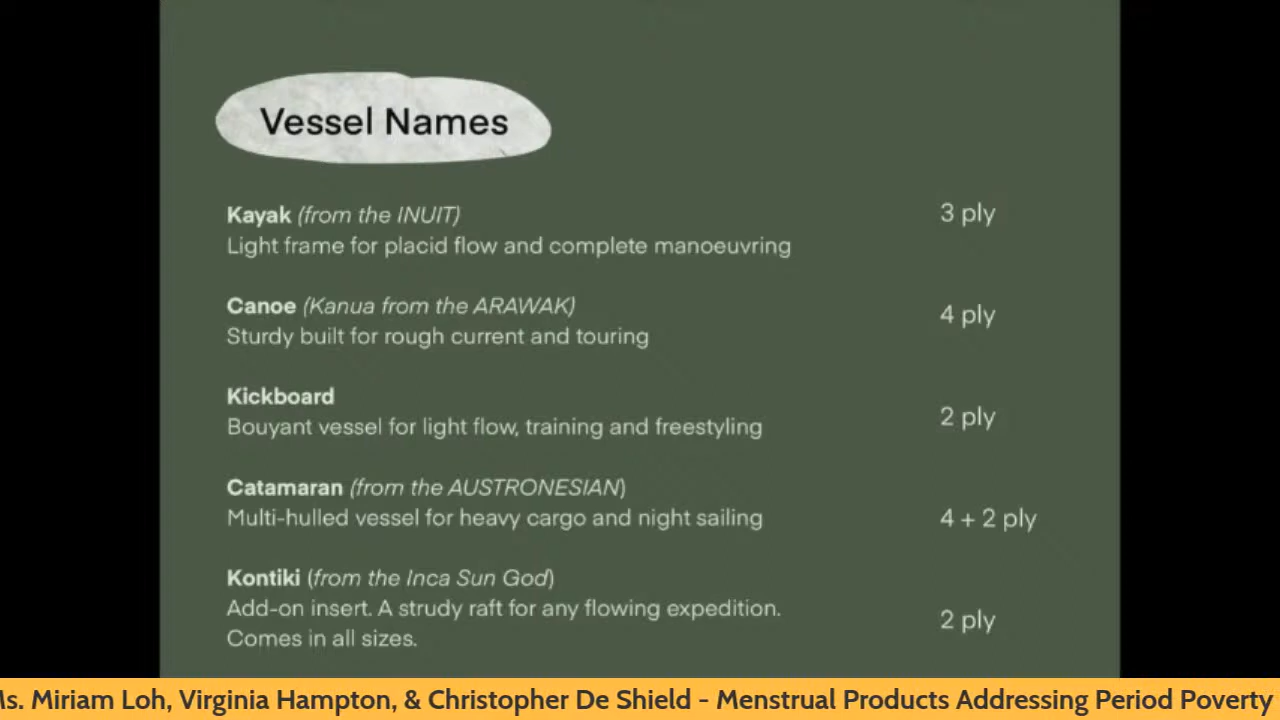 Vessel Names
Kayak (from the INUIT)
Light frame for placid flow and complete manoeuvring
3 ply
Canoe (Kanua from the ARAWAK)
Sturdy built for rough current and touring
4 ply
Kickboard
Bouyant vessel for light flow, training and freestyling
2 ply
Catamaran (from the AUSTRONESIAN)
Multi-hulled vessel for heavy cargo and night sailing
4 + 2 ply
Kontiki (from the Inca Sun God)
Add-on insert. A strudy raft for any flowing expedition.
Comes in all sizes.
2 ply
Ms. Miriam Loh, Virginia Hampton, & Christopher De Shield - Menstrual Products Addressing Period Poverty